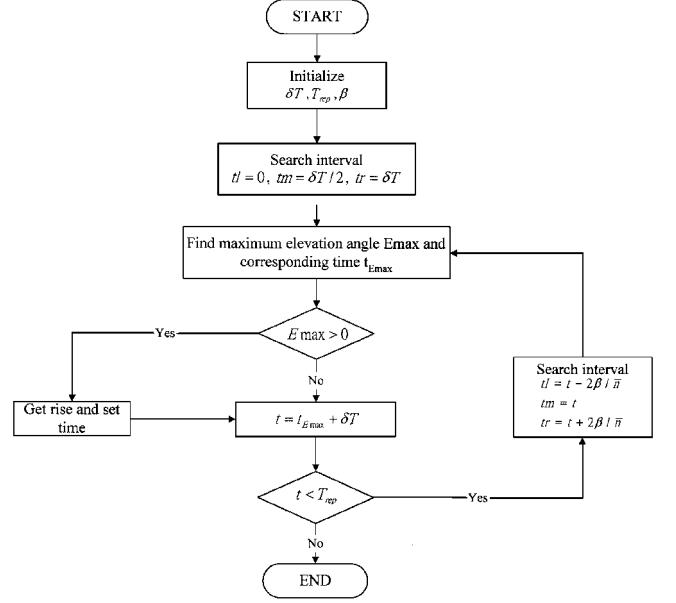 START
Initialize
δT , T_rep , β
Search interval
tl = 0, tm = δT / 2, tr = δT
Find maximum elevation angle Emax and
corresponding time t_Emax
E max > 0
Yes
No
Get rise and set
time
t = t_E max + δT
Search interval
tl = t − 2β / n̅
tm = t
tr = t + 2β / n̅
t < T_rep
Yes
No
END